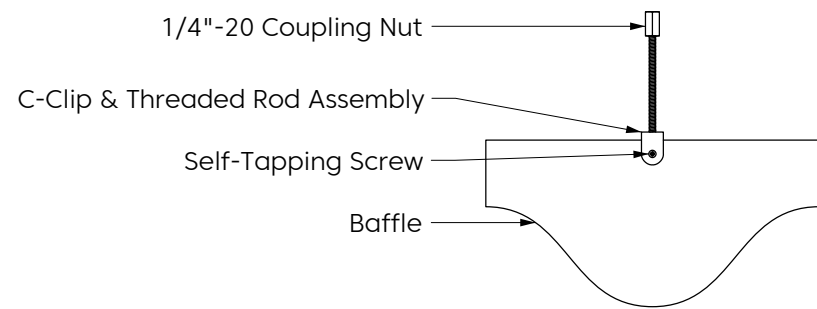 1/4"-20 Coupling Nut
C-Clip & Threaded Rod Assembly
Self-Tapping Screw
Baffle